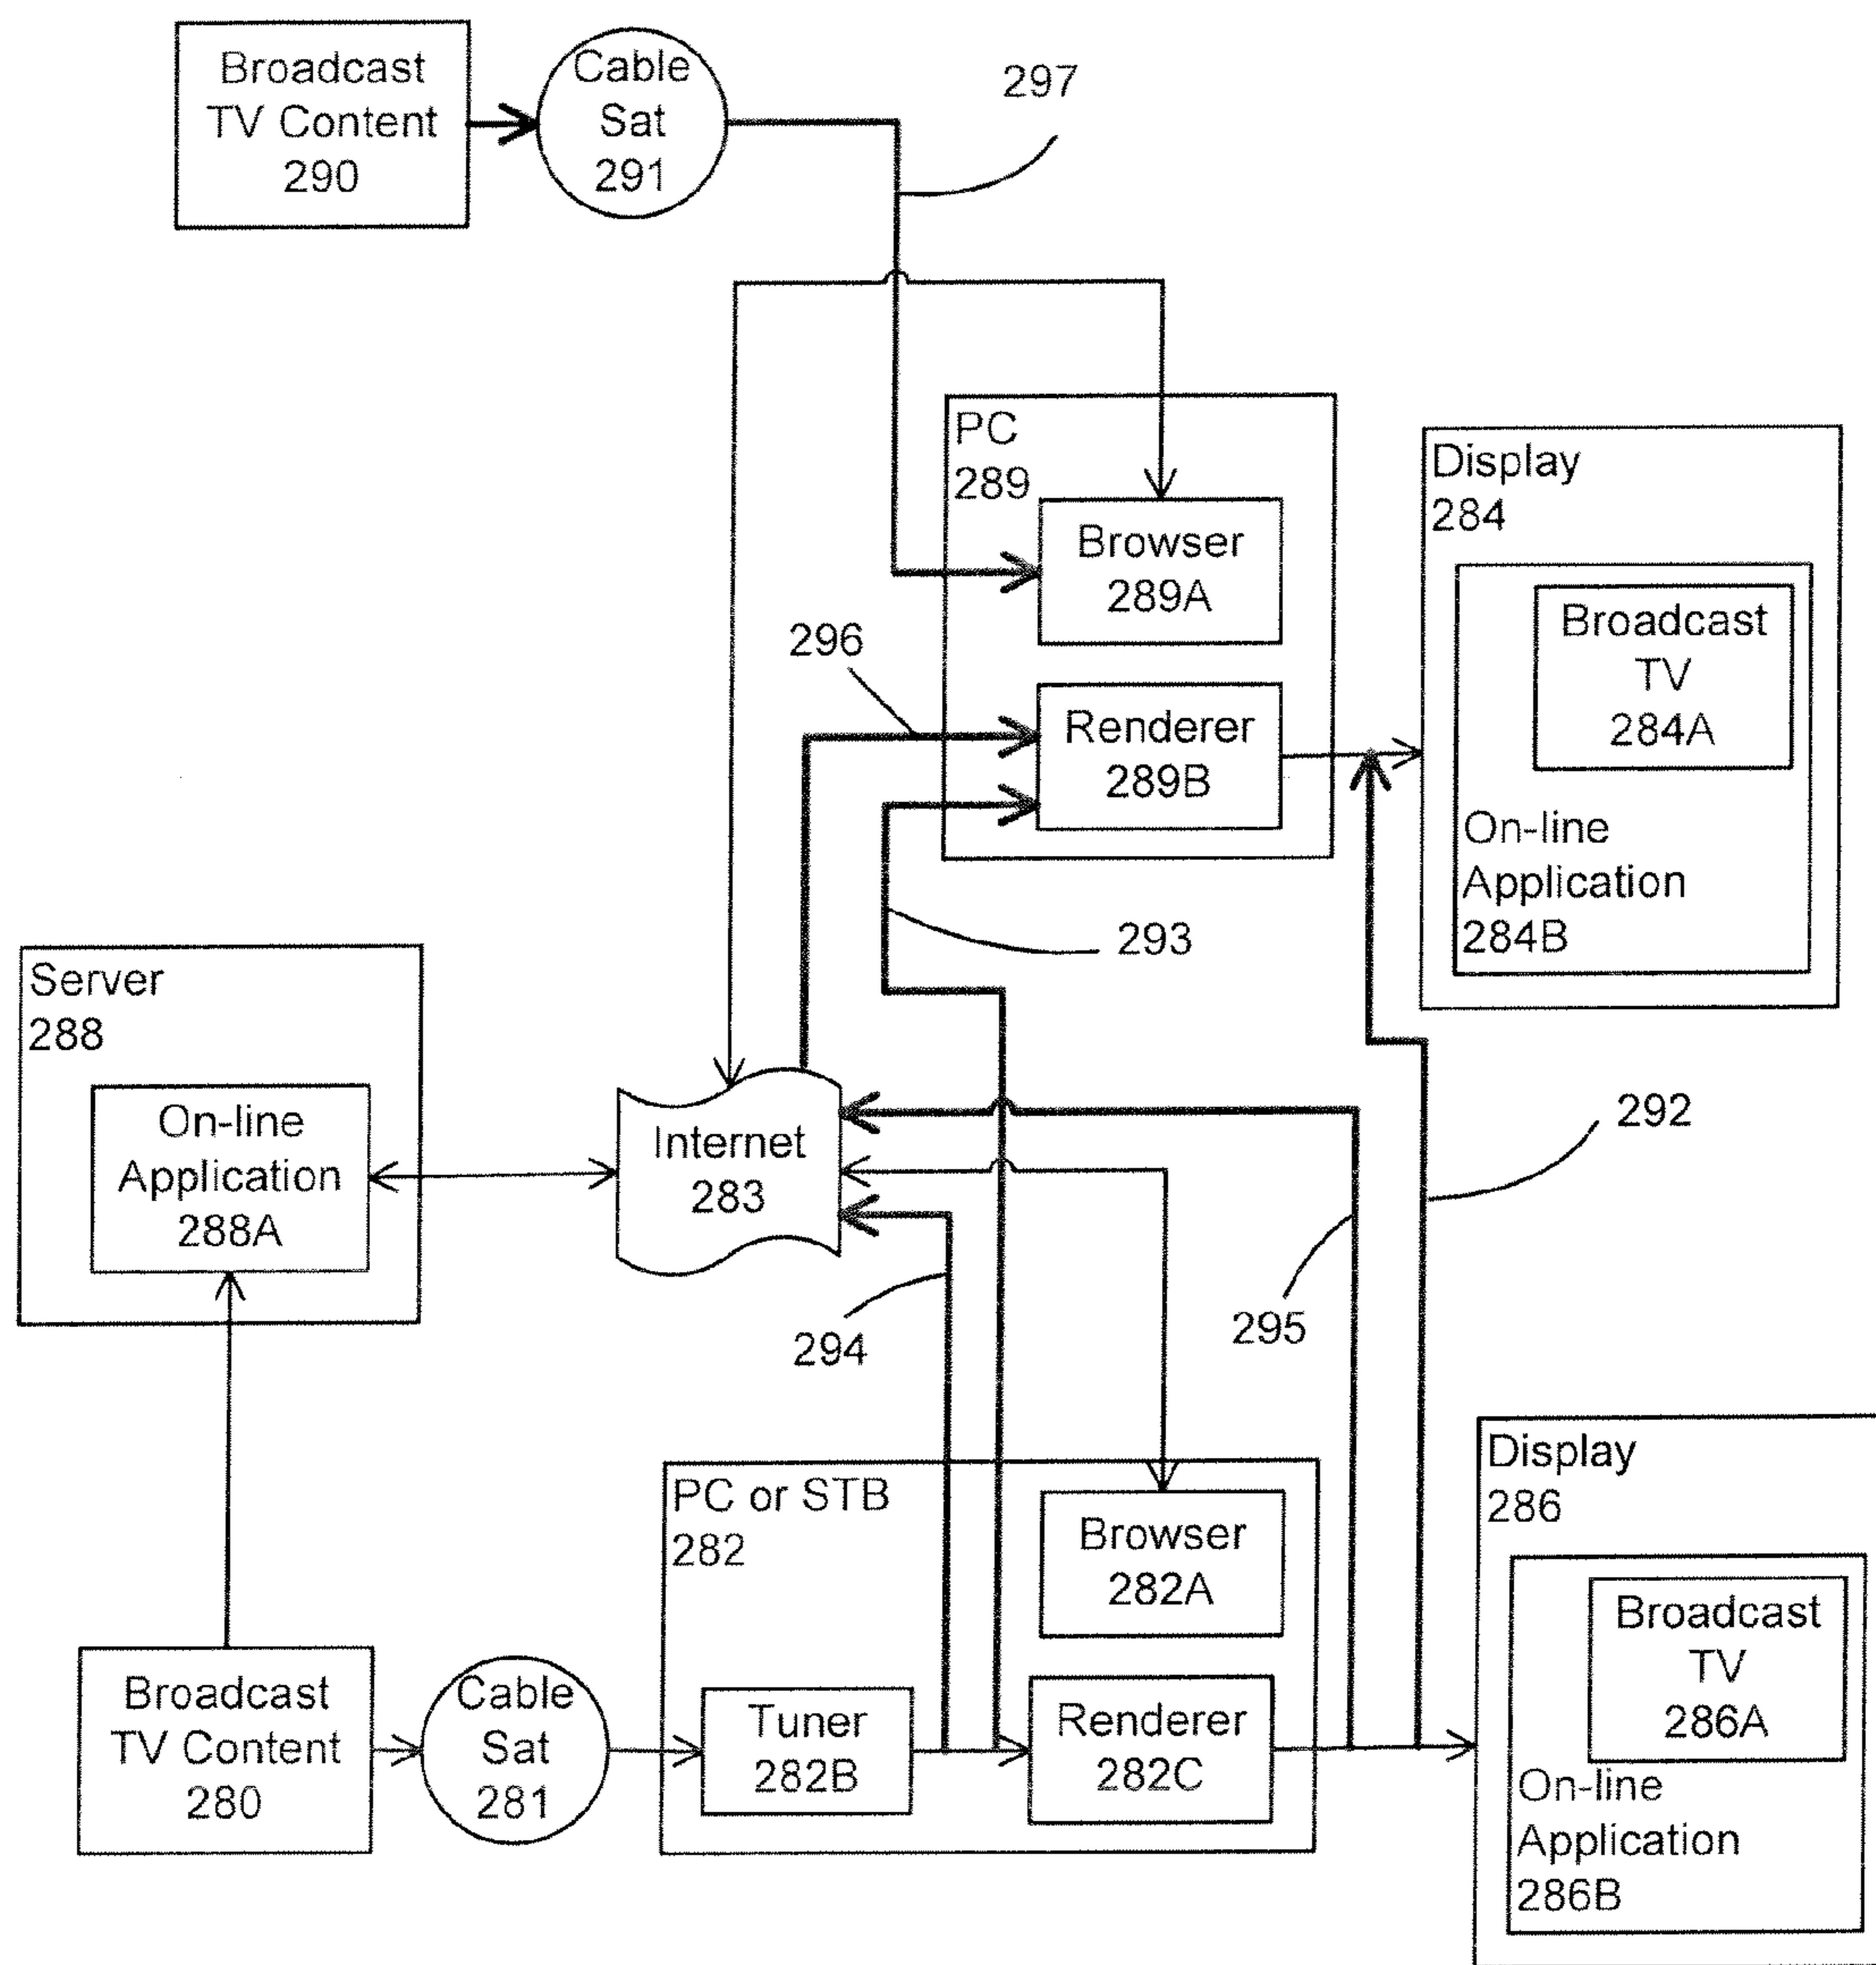 Broadcast
TV Content
290
Cable
Sat
291
297
PC
289
Browser
289A
Renderer
289B
Display
284
Broadcast
TV
284A
On-line
Application
284B
296
293
Server
288
On-line
Application
288A
Internet
283
292
294
295
PC or STB
282
Browser
282A
Tuner
282B
Renderer
282C
Display
286
Broadcast
TV
286A
On-line
Application
286B
Broadcast
TV Content
280
Cable
Sat
281